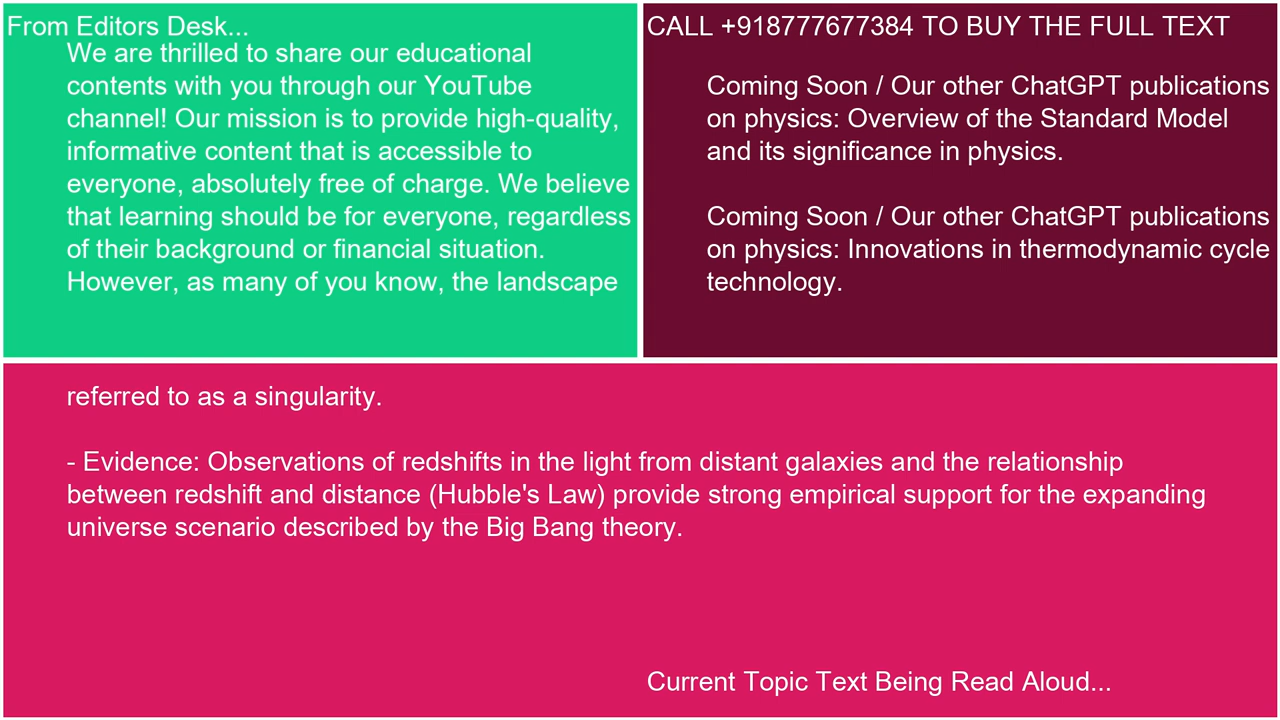 From Editors Desk...
We are thrilled to share our educational
contents with you through our YouTube
channel! Our mission is to provide high-quality,
informative content that is accessible to
everyone, absolutely free of charge. We believe
that learning should be for everyone, regardless
of their background or financial situation.
However, as many of you know, the landscape
CALL +918777677384 TO BUY THE FULL TEXT
Coming Soon / Our other ChatGPT publications
on physics: Overview of the Standard Model
and its significance in physics.
Coming Soon / Our other ChatGPT publications
on physics: Innovations in thermodynamic cycle
technology.
referred to as a singularity.
- Evidence: Observations of redshifts in the light from distant galaxies and the relationship
between redshift and distance (Hubble's Law) provide strong empirical support for the expanding
universe scenario described by the Big Bang theory.
Current Topic Text Being Read Aloud...